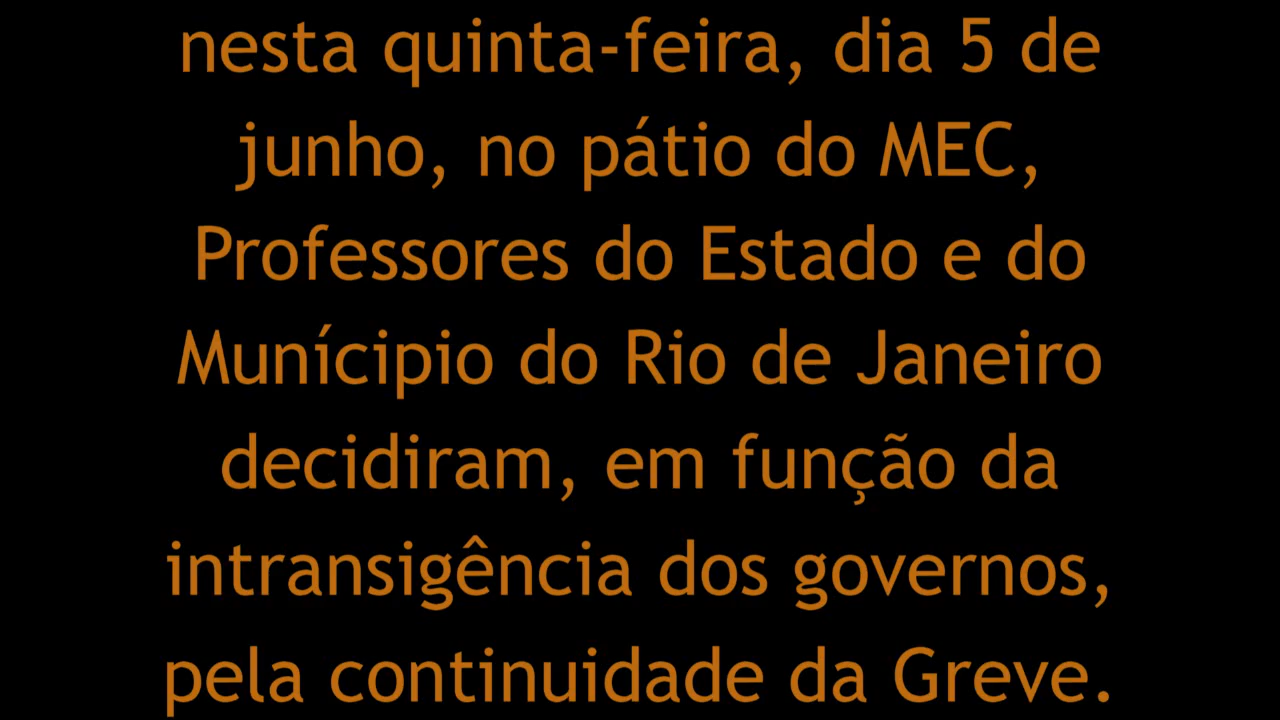 nesta quinta-feira, dia 5 de
junho, no pátio do MEC,
Professores do Estado e do
Munícipio do Rio de Janeiro
decidiram, em função da
intransigência dos governos,
pela continuidade da Greve.